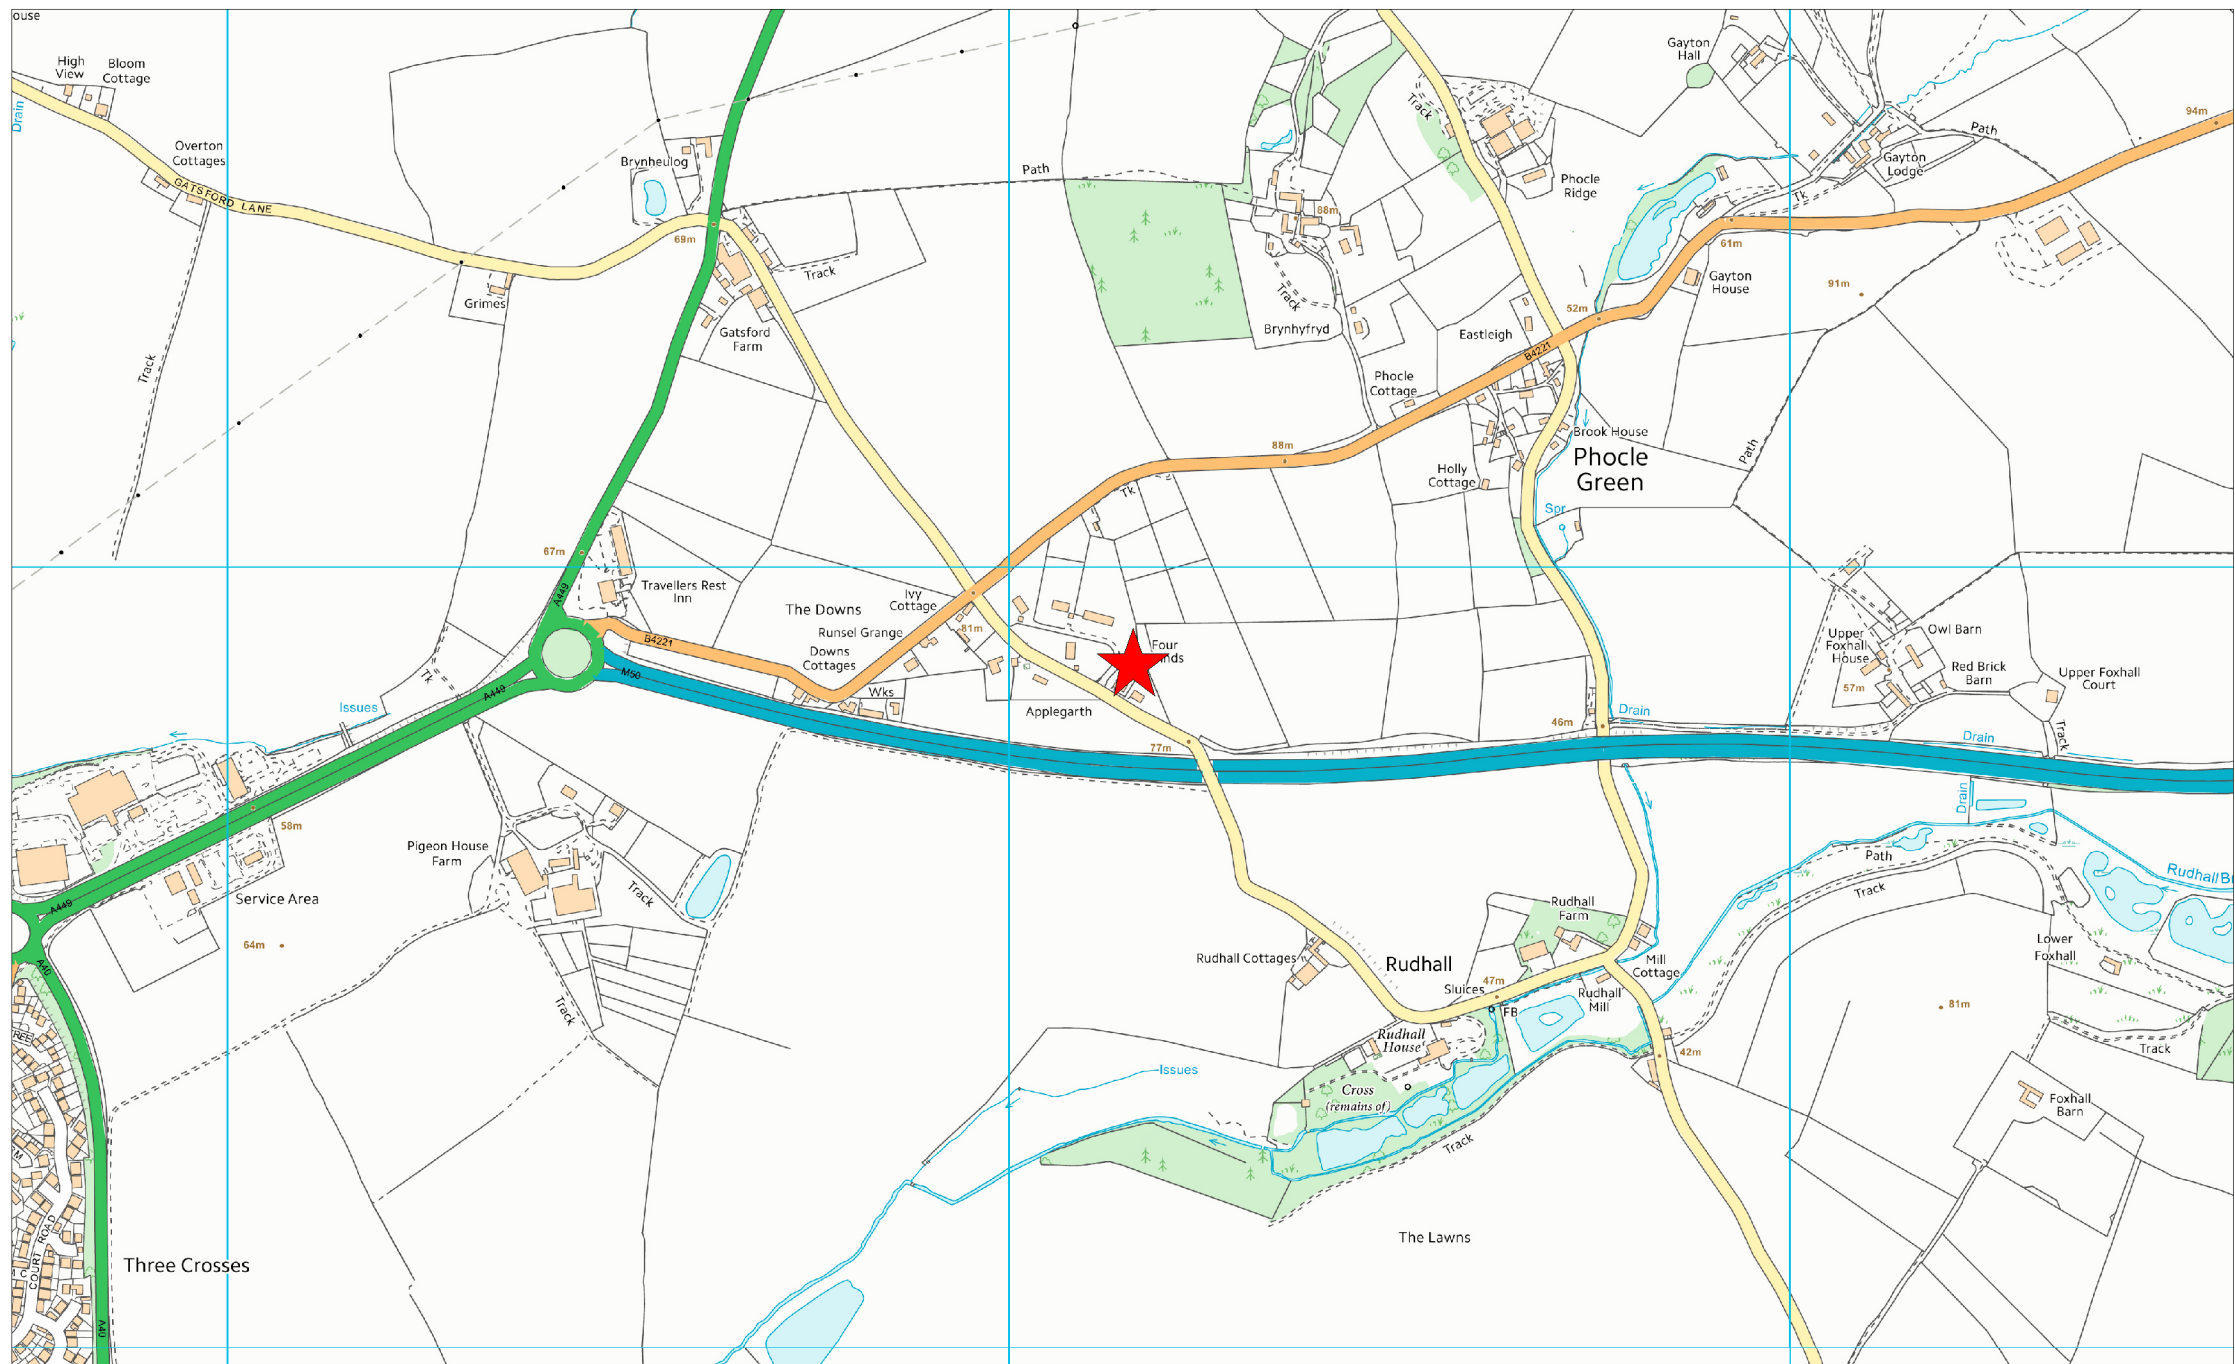 ouse
High
View
Bloom
Cottage
Drain
Overton
Cottages
GATSFORD LANE
Track
Grimes
Brynheulog
69m
Gatsford
Farm
Track
Path
88m
Track
Brynhyfryd
Track
Phocle
Ridge
Gayton
Hall
Path
94m
Gayton
Lodge
Tk
61m
Gayton
House
91m
52m
Eastleigh
B4221
Phocle
Cottage
Brook House
Phocle
Green
Path
88m
Holly
Cottage
Spr
Tk
67m
A449
Travellers Rest
Inn
The Downs
Ivy
Cottage
Runsel Grange
81m
Downs
Cottages
B4221
M50
Wks
Four
nds
Applegarth
77m
46m
Drain
Upper
Foxhall
House
Owl Barn
57m
Red Brick
Barn
Upper Foxhall
Court
Track
Drain
Drain
Tk
A449
Issues
58m
Pigeon House
Farm
Track
Service Area
A449
64m
A40
Track
Path
Track
Rudhall Br
Rudhall
Farm
Rudhall Cottages
Rudhall
Mill
Cottage
Lower
Foxhall
47m
Sluices
FB
Rudhall
Mill
81m
Rudhall
House
42m
Track
Issues
Cross
(remains of)
Track
Foxhall
Barn
The Lawns
Three Crosses
COURT ROAD
A40